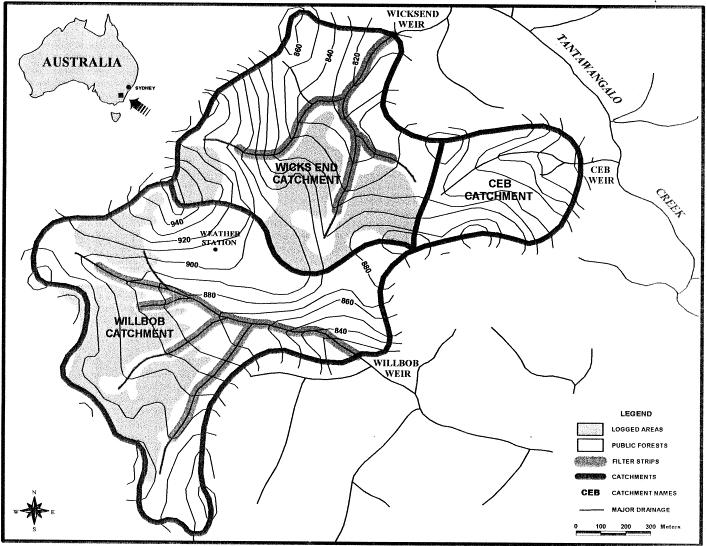 WICKSEND
WEIR
AUSTRALIA
SYDNEY
860
840
820
TANTAWANGALO
CREEK
WICKS END
CATCHMENT
CEB
CATCHMENT
CEB
WEIR
940
920
WEATHER
STATION
900
880
880
860
840
WILLBOB
CATCHMENT
WILLBOB
WEIR
LEGEND
LOGGED AREAS
PUBLIC FORESTS
FILTER STRIPS
CATCHMENTS
CEB CATCHMENT NAMES
MAJOR DRAINAGE
0 100 200 300 Meters
N
W E
S